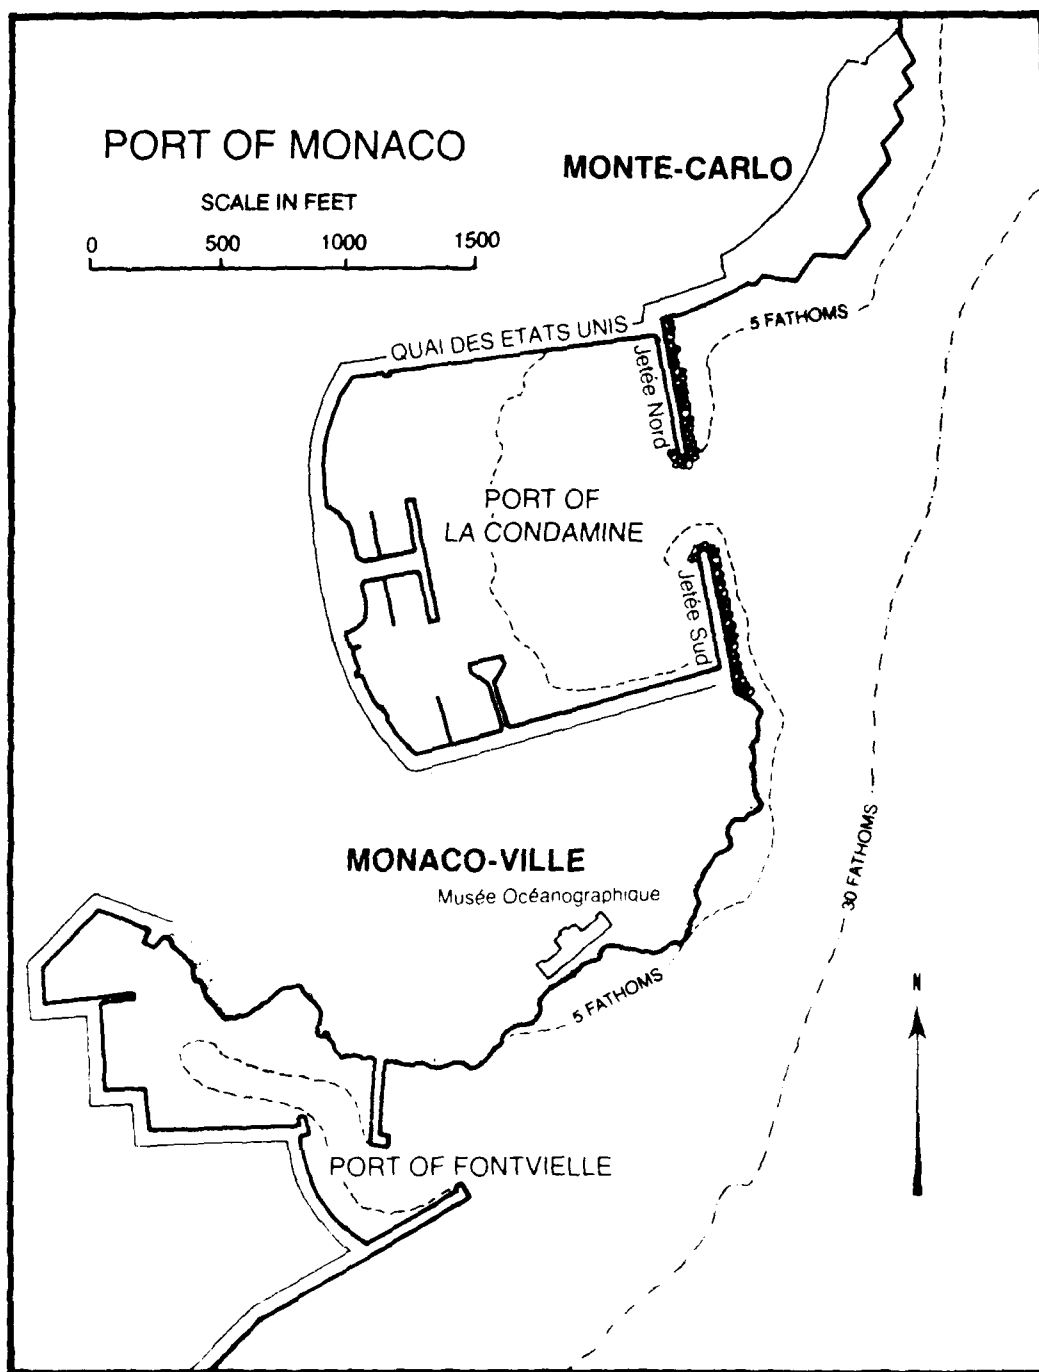 PORT OF MONACO
SCALE IN FEET
0 500 1000 1500
MONTE-CARLO
5 FATHOMS
QUAI DES ETATS UNIS
Jetée Nord
PORT OF
LA CONDAMINE
Jetée Sud
30 FATHOMS
MONACO-VILLE
Musée Océanographique
5 FATHOMS
N
PORT OF FONTVIELLE